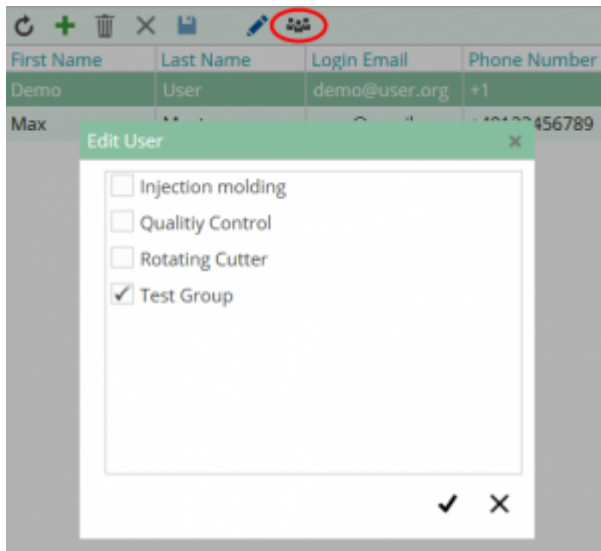 First Name Last Name Login Email Phone Number
Demo User demo@user.org +1
Max
Edit User
Injection molding
Qualitiy Control
Rotating Cutter
Test Group